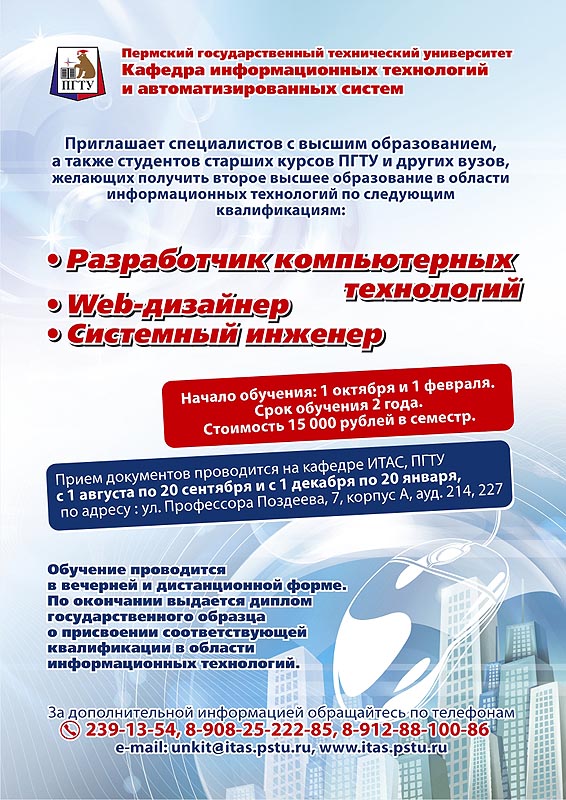 ПГТУ
Пермский государственный технический университет
Кафедра информационных технологий
и автоматизированных систем
Приглашает специалистов с высшим образованием,
а также студентов старших курсов ПГТУ и других вузов,
желающих получить второе высшее образование в области
информационных технологий по следующим
квалификациям:
• Разработчик компьютерных
технологий
• Web-дизайнер
• Системный инженер
Начало обучения: 1 октября и 1 февраля.
Срок обучения 2 года.
Стоимость 15 000 рублей в семестр.
Прием документов проводится на кафедре ИТАС, ПГТУ
с 1 августа по 20 сентября и с 1 декабря по 20 января,
по адресу : ул. Профессора Поздеева, 7, корпус А, ауд. 214, 227
Обучение проводится
в вечерней и дистанционной форме.
По окончании выдается диплом
государственного образца
о присвоении соответствующей
квалификации в области
информационных технологий.
За дополнительной информацией обращайтесь по телефонам
239-13-54, 8-908-25-222-85, 8-912-88-100-86
e-mail: unkit@itas.pstu.ru, www.itas.pstu.ru